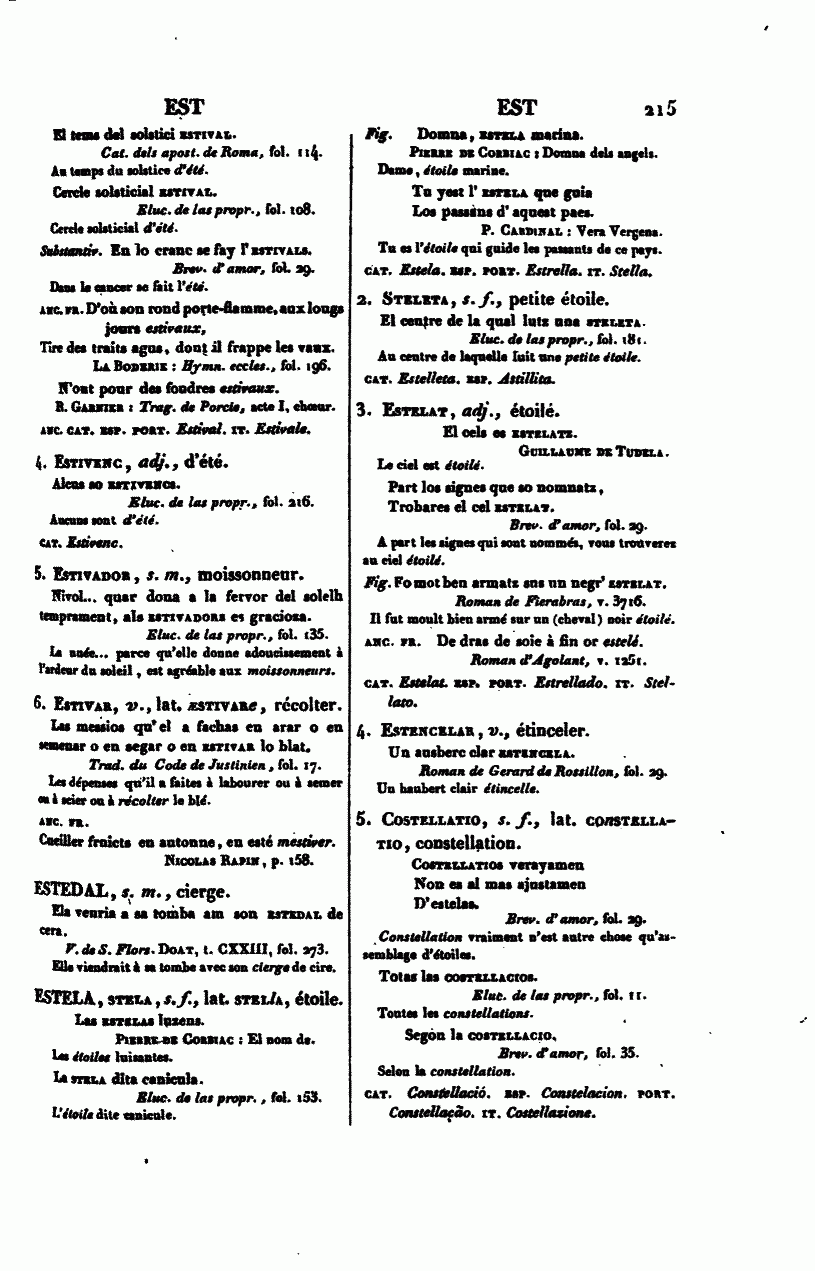 EST
El tems del solstici ESTIVAL.
Cat. dels apost. de Roma, fol. 114.
Au temps du solstice d'été.
Cercle solsticial ESTIVAL.
Eluc. de las propr., fol. 108.
Cercle solsticial d'été.
Substantiv. En lo cranc se fay l'ESTIVALS.
Brev. d'amor, fol. 29.
Dans le cancer se fait l'été.
ANC. FR. D'où son rond porte-flamme, aux longs
jours estivaux,
Tire des traits agus, dont il frappe les vaux.
LA BODERIE : Hymn. eccles., fol. 196.
N'ont pour des foudres estivaux.
R. GARNIER : Trag. de Porcie, acte I, chœur.
ANC. CAT. ESP. PORT. Estival. IT. Estivale.
4. ESTIVENC, adj., d'été.
Alcus so ESTIVENCS.
Eluc. de las propr., fol. 216.
Aucuns sont d'été.
CAT. Estivenc.
5. ESTIVADOR, s. m., moissonneur.
Nivol... quar dona a la fervor del solelh
temprament, als ESTIVADORS es graciosa.
Eluc. de las propr., fol. 135.
La nuée... parce qu'elle donne adoucissement à
l'ardeur du soleil, est agréable aux moissonneurs.
6. ESTIVAR, v., lat. ÆSTIVARe, récolter.
Las messios qu'el a fachas en arar o en
semenar o en segar o en ESTIVAR lo blat.
Trad. du Code de Justinien, fol. 17.
Les dépenses qu'il a faites à labourer ou à semer
ou à scier ou à récolter le blé.
ANC. FR.
Cueiller fruicts en autonne, en esté mestiver.
NICOLAS RAPIN, p. 158.
ESTEDAL, s. m., cierge.
Ela venria a sa tomba am son ESTEDAL de
cera.
V. de S. Flors. DOAT, t. CXXIII, fol. 273.
Elle viendrait à sa tombe avec son cierge de cire.
ESTELA, STELA, s. f., lat. STELlA, étoile.
Las ESTELAS luzens.
PIERRE DE CORBIAC : El nom de.
Les étoiles luisantes.
La STELA dita canicula.
Eluc. de las propr., fol. 153.
L'étoile dite canicule.
EST 215
Fig. Domna, ESTELA marina.
PIERRE DE CORBIAC : Domna dels angels.
Dame, étoile marine.
Tu yest l'ESTELA que guia
Los passans d'aquest paes.
P. CARDINAL : Vera Vergena.
Tu es l'étoile qui guide les passants de ce pays.
CAT. Estela. ESP. PORT. Estrella. IT. Stella.
2. STELETA, s. f., petite étoile.
El centre de la qual lutz una STELETA.
Eluc. de las propr., fol. 181.
Au centre de laquelle luit une petite étoile.
CAT. Estelleta. ESP. Astillita.
3. ESTELAT, adj., étoilé.
El cels es ESTELATZ.
GUILLAUME DE TUDELA.
Le ciel est étoilé.
Part los signes que so nomnatz,
Trobares el cel ESTELAT.
Brev. d'amor, fol. 29.
A part les signes qui sont nommés, vous trouverez
au ciel étoilé.
Fig. Fo mot ben armatz sus un negr' ESTELAT.
Roman de Fierabras, v. 3716.
Il fut moult bien armé sur un (cheval) noir étoilé.
ANC. FR. De dras de soie à fin or estelé.
Roman d'Agolant, v. 1251.
CAT. Estelat. ESP. PORT. Estrellado. IT. Stel-
lato.
4. ESTENCELAR, v., étinceler.
Un ausberc clar ESTENCELA.
Roman de Gerard de Rossillon, fol. 29.
Un haubert clair étincelle.
5. COSTELLATIO, s. f., lat. CONSTELLA-
TIO, constellation.
COSTELLATIOS verayamen
Non es al mas ajustamen
D'estelas.
Brev. d'amor, fol. 29.
Constellation vraiment n'est autre chose qu'as-
semblage d'étoiles.
Totas las COSTELLACIOS.
Eluc. de las propr., fol. 11.
Toutes les constellations.
Segon la COSTELLACIO.
Brev. d'amor, fol. 35.
Selon la constellation.
CAT. Constellació. ESP. Constelacion. PORT.
Constellação. IT. Costellazione.